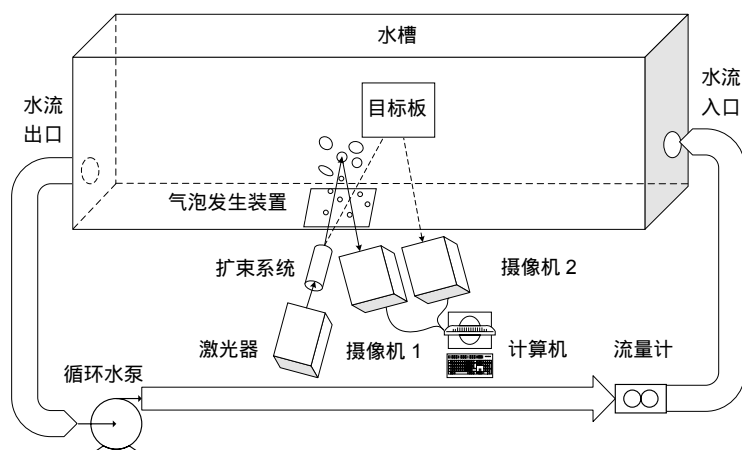 水槽
水流
出口
目标板
水流
入口
气泡发生装置
扩束系统
摄像机 2
激光器
摄像机 1
计算机
流量计
循环水泵